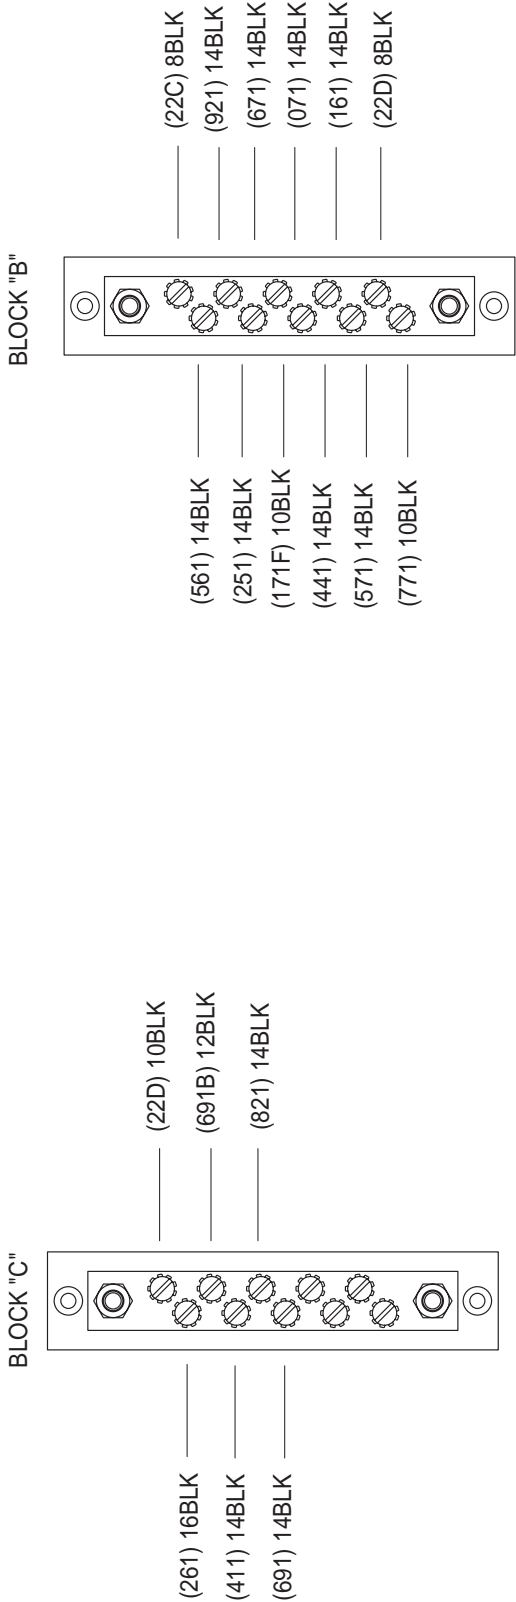 BLOCK "B"
(22C) 8BLK
(921) 14BLK
(671) 14BLK
(071) 14BLK
(161) 14BLK
(22D) 8BLK
(561) 14BLK
(251) 14BLK
(171F) 10BLK
(441) 14BLK
(571) 14BLK
(771) 10BLK
BLOCK "C"
(22D) 10BLK
(691B) 12BLK
(821) 14BLK
(261) 16BLK
(411) 14BLK
(691) 14BLK